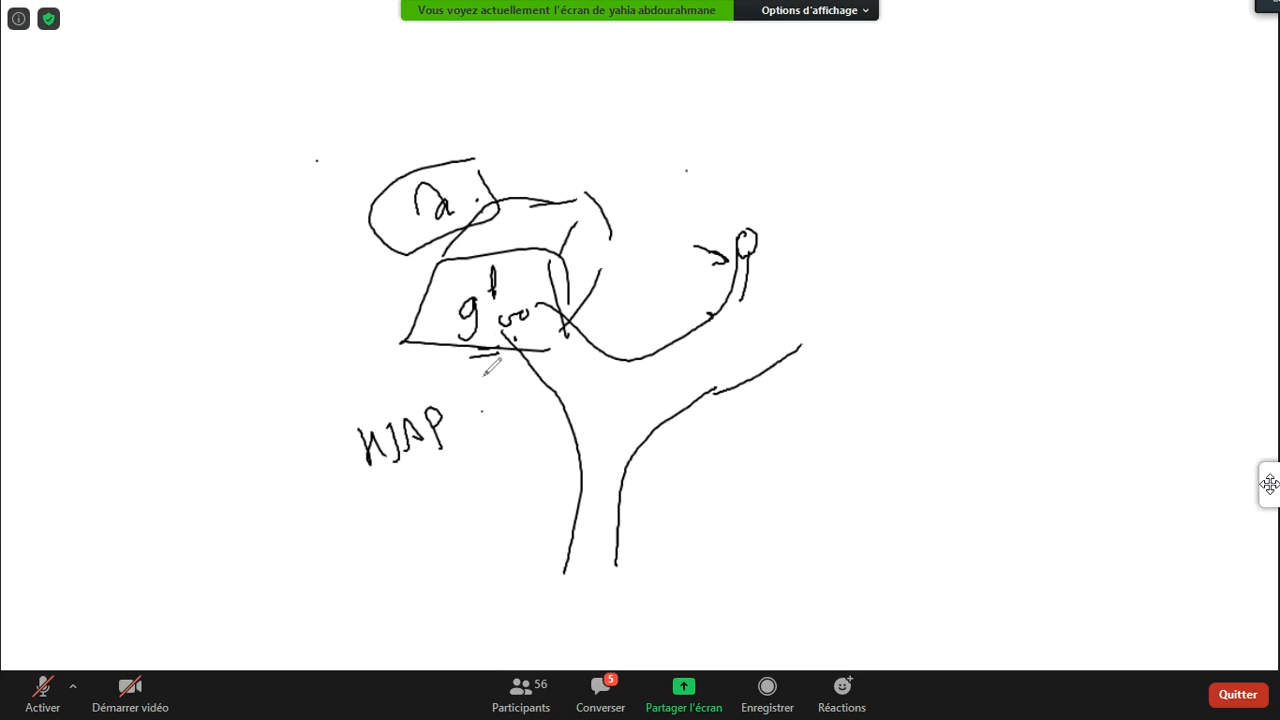 Vous voyez actuellement l'écran de yahia abdourahmane
Options d'affichage
HJAP
Activer
Démarrer vidéo
56
Participants
5
Converser
Partager l'écran
Enregistrer
Réactions
Quitter